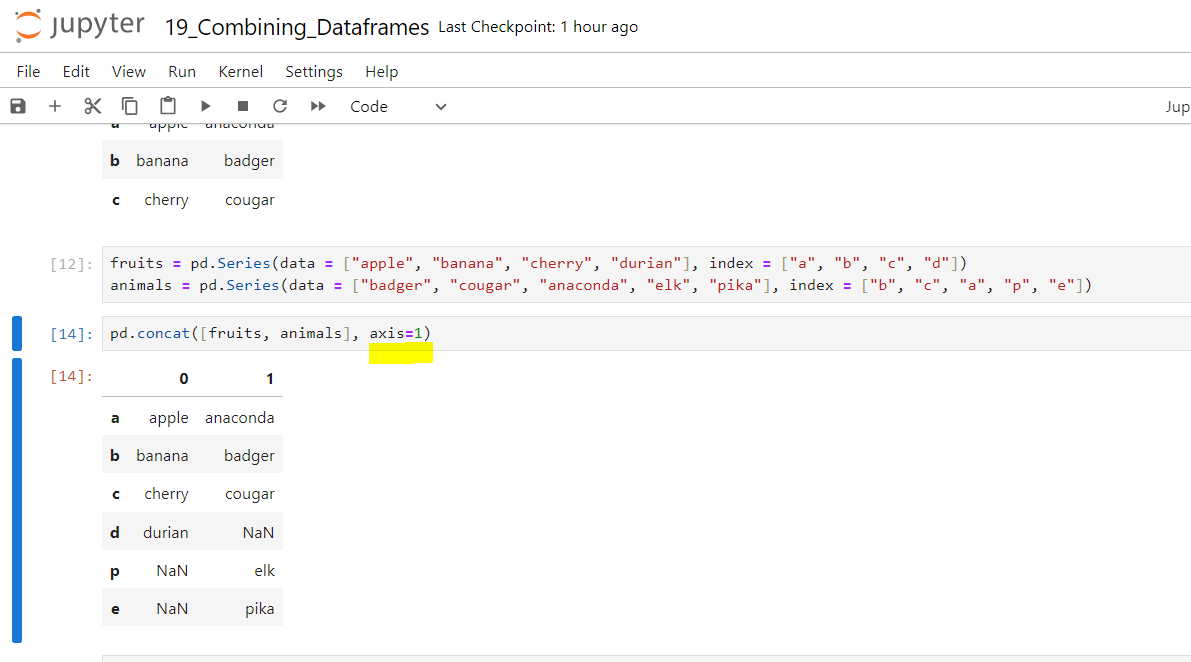 jupyter 19_Combining_Dataframes Last Checkpoint: 1 hour ago
File Edit View Run Kernel Settings Help
Code Jup
a apple anaconda
b banana badger
c cherry cougar
[12]: fruits = pd.Series(data = ["apple", "banana", "cherry", "durian"], index = ["a", "b", "c", "d"])
animals = pd.Series(data = ["badger", "cougar", "anaconda", "elk", "pika"], index = ["b", "c", "a", "p", "e"])
[14]: pd.concat([fruits, animals], axis=1)
[14]: 0 1
a apple anaconda
b banana badger
c cherry cougar
d durian NaN
p NaN elk
e NaN pika